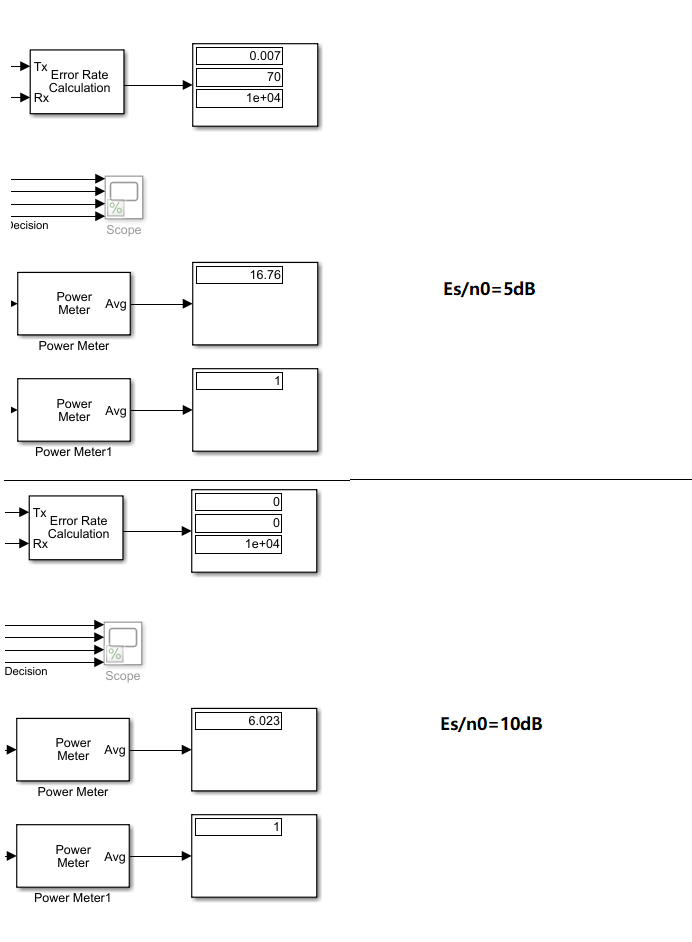 0.007
Tx
Error Rate
Calculation
70
Rx
1e+04
%
Decision
Scope
16.76
Power
Meter
Avg
Es/n0=5dB
Power Meter
1
Power
Meter
Avg
Power Meter1
0
Tx
Error Rate
Calculation
0
Rx
1e+04
%
Decision
Scope
6.023
Power
Meter
Avg
Es/n0=10dB
Power Meter
1
Power
Meter
Avg
Power Meter1